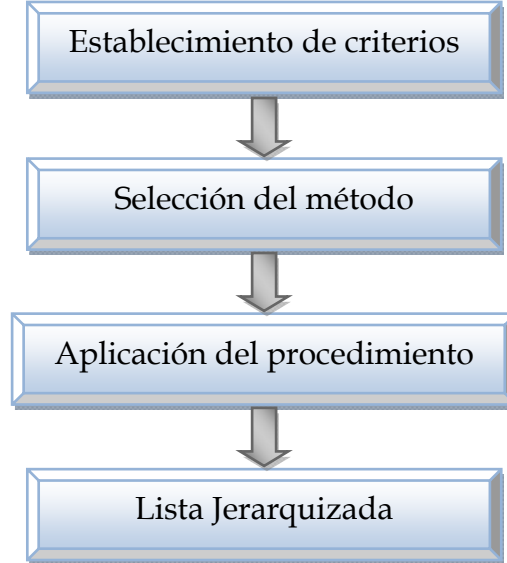 Establecimiento de criterios
Selección del método
Aplicación del procedimiento
Lista Jerarquizada